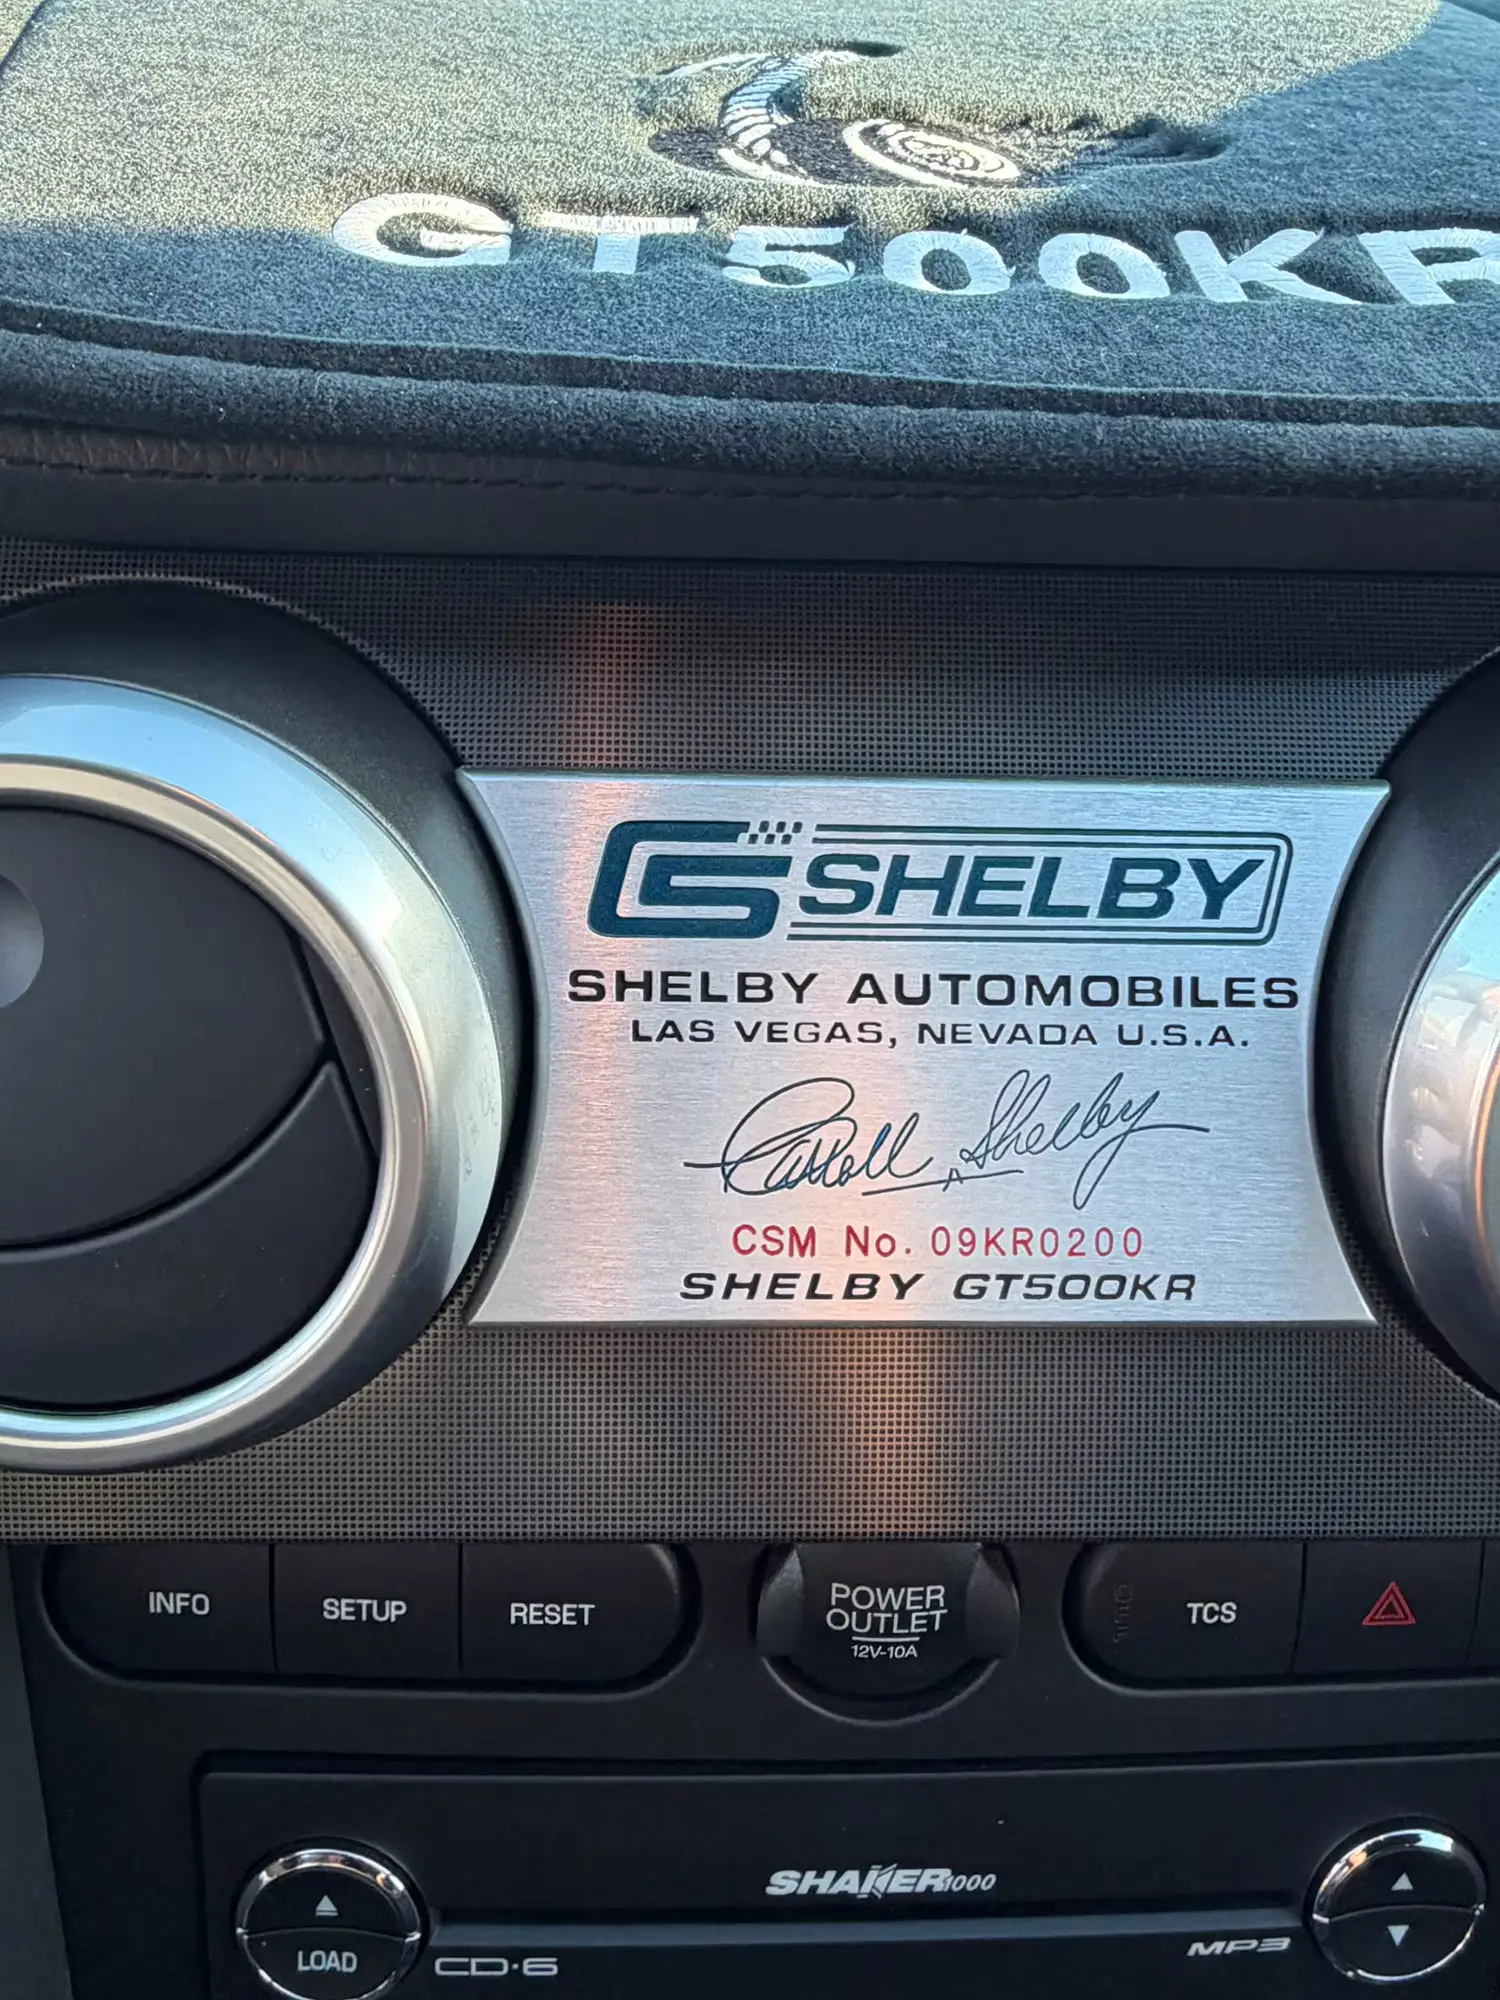 GT500KR
CS SHELBY
SHELBY AUTOMOBILES
LAS VEGAS, NEVADA U.S.A.
Carroll Shelby
CSM No. 09KR0200
SHELBY GT500KR
INFO
SETUP
RESET
POWER
OUTLET
12V-10A
TCS
SHAKER1000
LOAD
CD·6
MP3